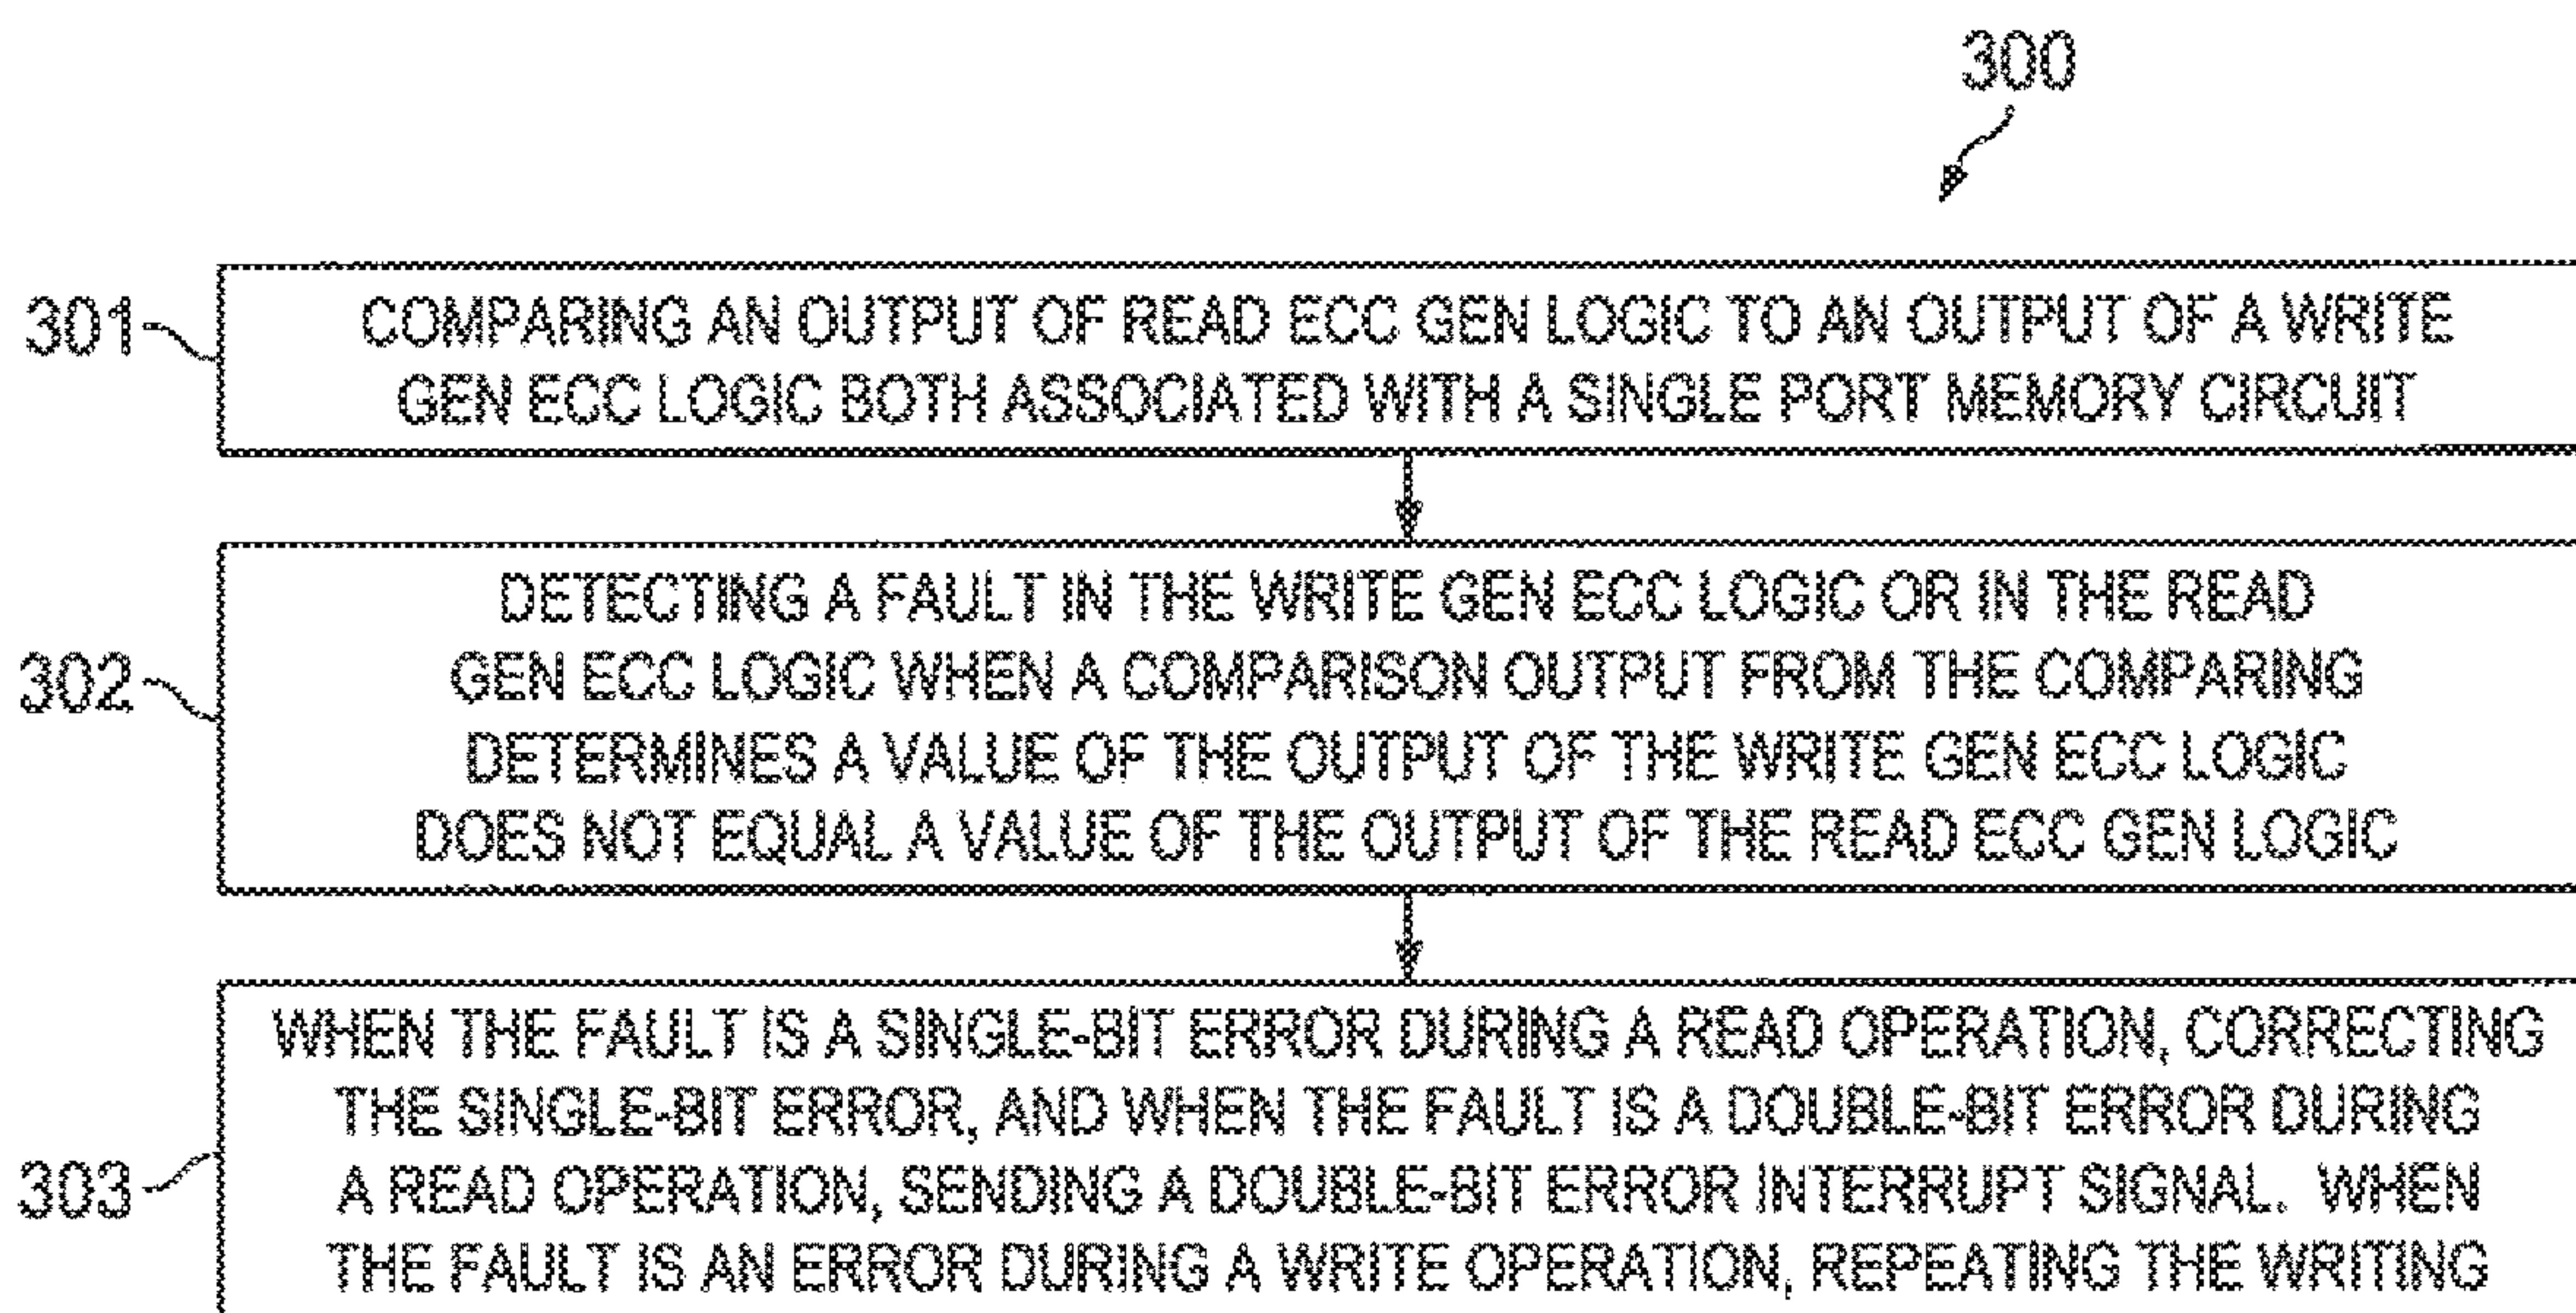 300
301
COMPARING AN OUTPUT OF READ ECC GEN LOGIC TO AN OUTPUT OF A WRITE
GEN ECC LOGIC BOTH ASSOCIATED WITH A SINGLE PORT MEMORY CIRCUIT
302
DETECTING A FAULT IN THE WRITE GEN ECC LOGIC OR IN THE READ
GEN ECC LOGIC WHEN A COMPARISON OUTPUT FROM THE COMPARING
DETERMINES A VALUE OF THE OUTPUT OF THE WRITE GEN ECC LOGIC
DOES NOT EQUAL A VALUE OF THE OUTPUT OF THE READ ECC GEN LOGIC
303
WHEN THE FAULT IS A SINGLE-BIT ERROR DURING A READ OPERATION, CORRECTING
THE SINGLE-BIT ERROR, AND WHEN THE FAULT IS A DOUBLE-BIT ERROR DURING
A READ OPERATION, SENDING A DOUBLE-BIT ERROR INTERRUPT SIGNAL. WHEN
THE FAULT IS AN ERROR DURING A WRITE OPERATION, REPEATING THE WRITING